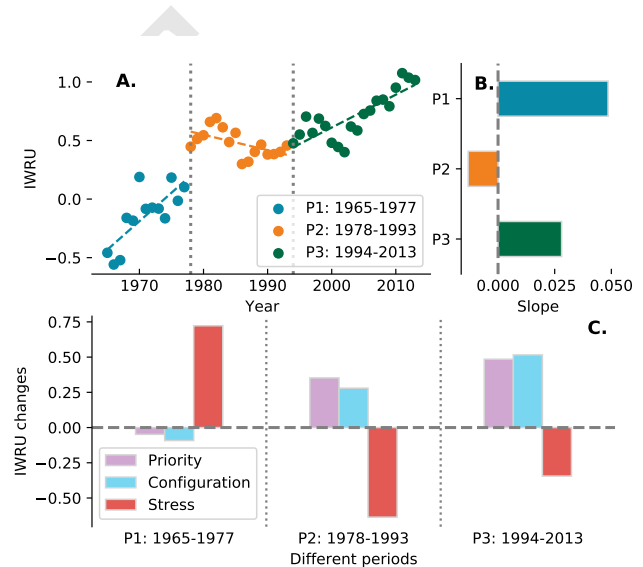 A.
1.0
0.5
0.0
−0.5
IWRU
P1: 1965-1977
P2: 1978-1993
P3: 1994-2013
1970
1980
1990
2000
2010
Year
B.
P1
P2
P3
0.000
0.025
0.050
Slope
C.
0.75
0.50
0.25
0.00
−0.25
−0.50
IWRU changes
Priority
Configuration
Stress
P1: 1965-1977
P2: 1978-1993
P3: 1994-2013
Different periods